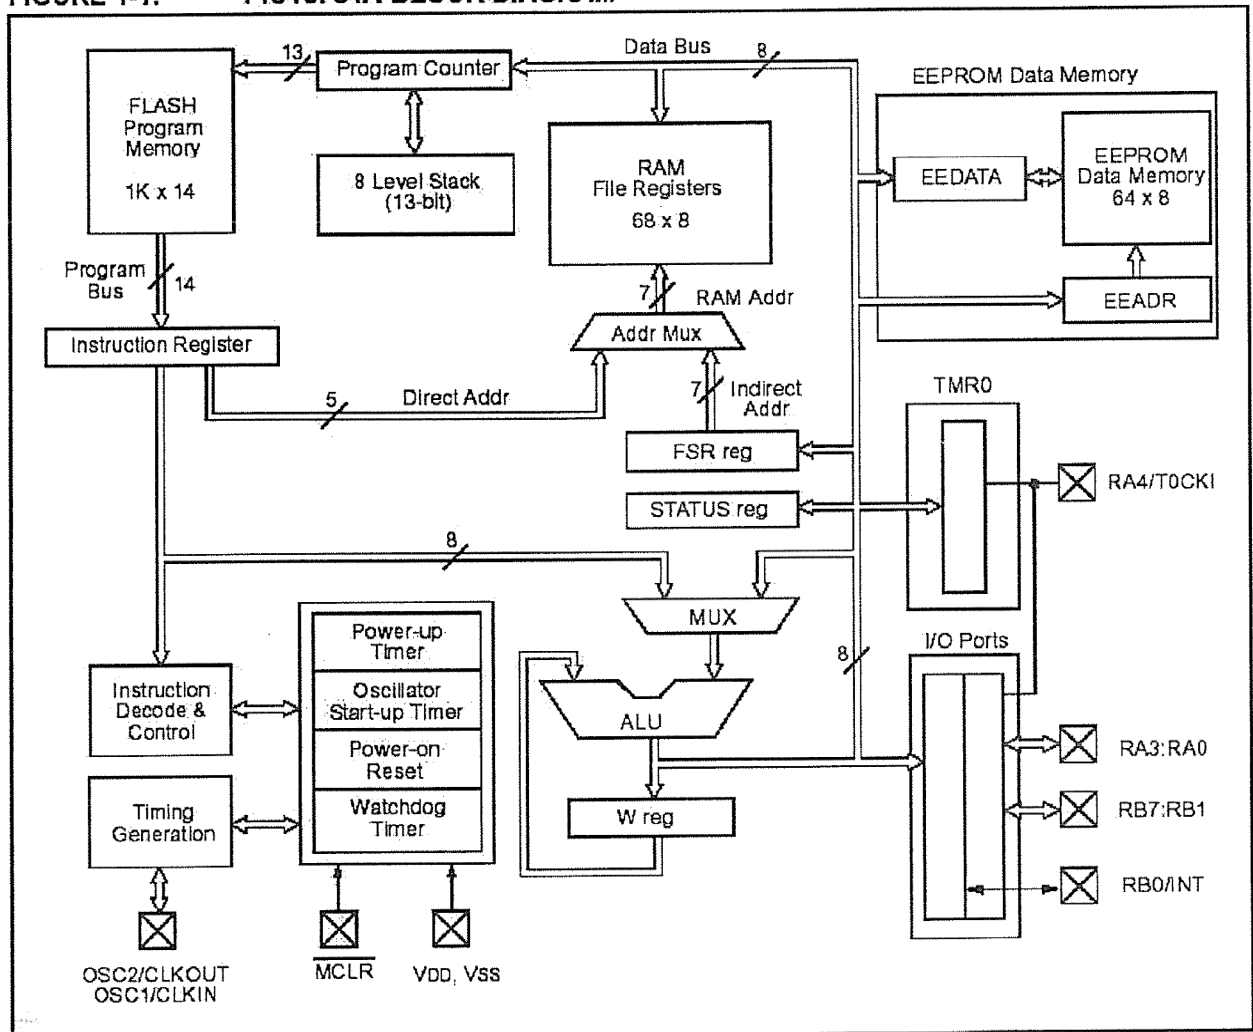 13
Program Counter
Data Bus
8
EEPROM Data Memory
FLASH
Program
Memory
1K x 14
8 Level Stack
(13-bit)
RAM
File Registers
68 x 8
EEDATA
EEPROM
Data Memory
64 x 8
EEADR
Program
Bus
14
7
RAM Addr
Addr Mux
Instruction Register
5
Direct Addr
7
Indirect
Addr
TMR0
FSR reg
STATUS reg
RA4/T0CKI
8
MUX
Power-up
Timer
Oscillator
Start-up Timer
Power-on
Reset
Watchdog
Timer
8
I/O Ports
Instruction
Decode &
Control
ALU
Timing
Generation
W reg
RA3:RA0
RB7:RB1
RB0/INT
OSC2/CLKOUT
OSC1/CLKIN
MCLR
VDD, VSS